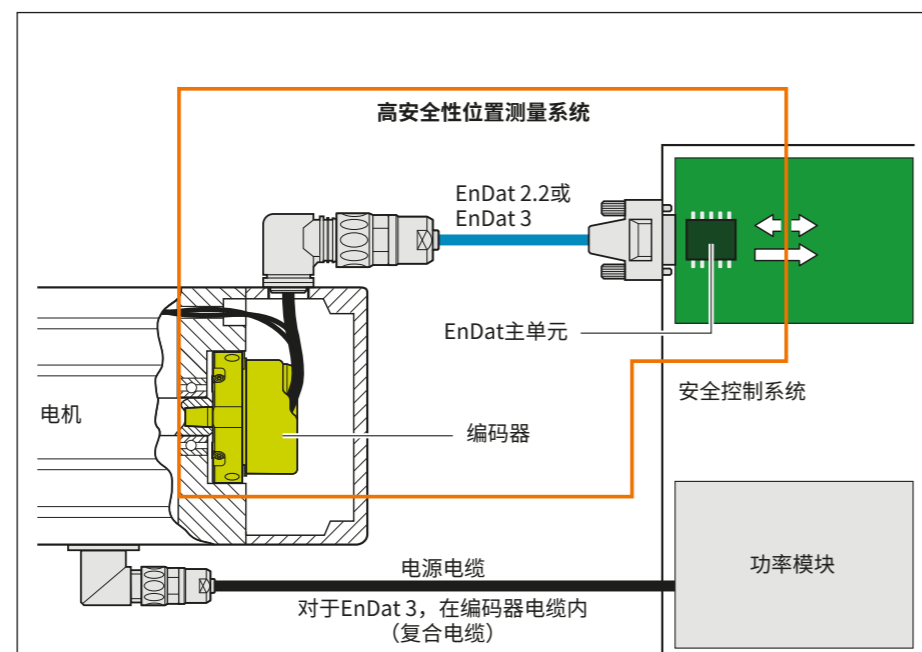 高安全性位置测量系统
EnDat 2.2或
EnDat 3
EnDat主单元
安全控制系统
电机
编码器
电源电缆
功率模块
对于EnDat 3，在编码器电缆内
（复合电缆）